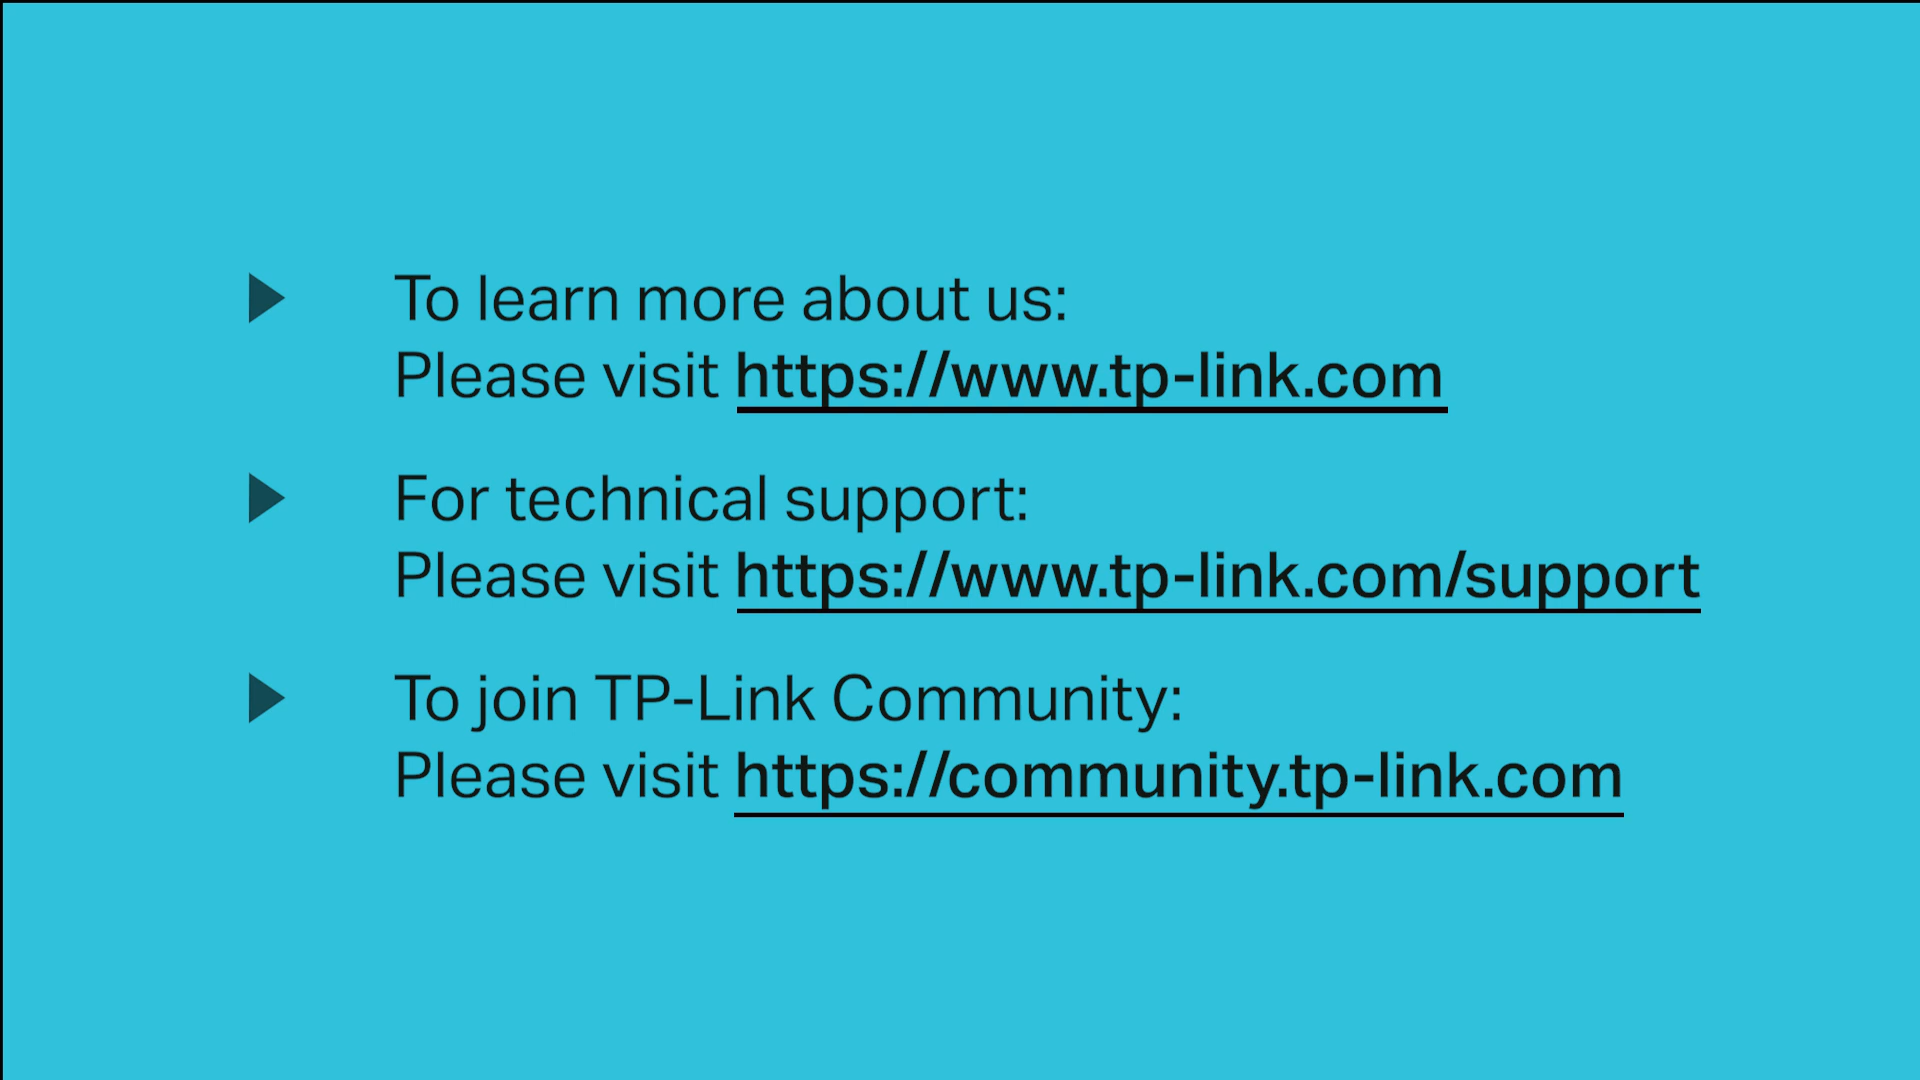 To learn more about us:
Please visit https://www.tp-link.com
For technical support:
Please visit https://www.tp-link.com/support
To join TP-Link Community:
Please visit https://community.tp-link.com